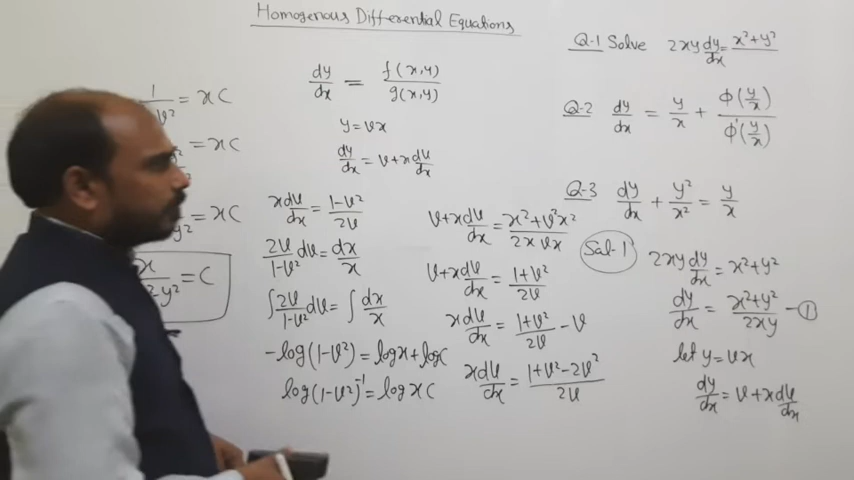 Homogenous Differential Equations
dy/dx = f(x,y)/g(x,y)
y = vx
dy/dx = v + x dv/dx
Q-1 Solve 2xy dy/dx = x²+y²
Q-2 dy/dx = y/x + Φ(y/x)/Φ'(y/x)
Q-3 dy/dx + y²/x² = y/x
Sol-1
2xy dy/dx = x²+y²
dy/dx = x²+y²/2xy —①
let y = vx
dy/dx = v + x dv/dx
v + x dv/dx = x²+v²x²/2x vx
v + x dv/dx = 1+v²/2v
x dv/dx = 1+v²/2v - v
x dv/dx = 1+v²-2v²/2v
x dv/dx = 1-v²/2v
2v/1-v² dv = dx/x
∫ 2v/1-v² dv = ∫ dx/x
-log(1-v²) = log x + log C
log(1-v²)⁻¹ = log x C
= xC
= xC
= xC
= C